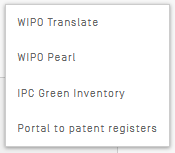 WIPO Translate
WIPO Pearl
IPC Green Inventory
Portal to patent registers